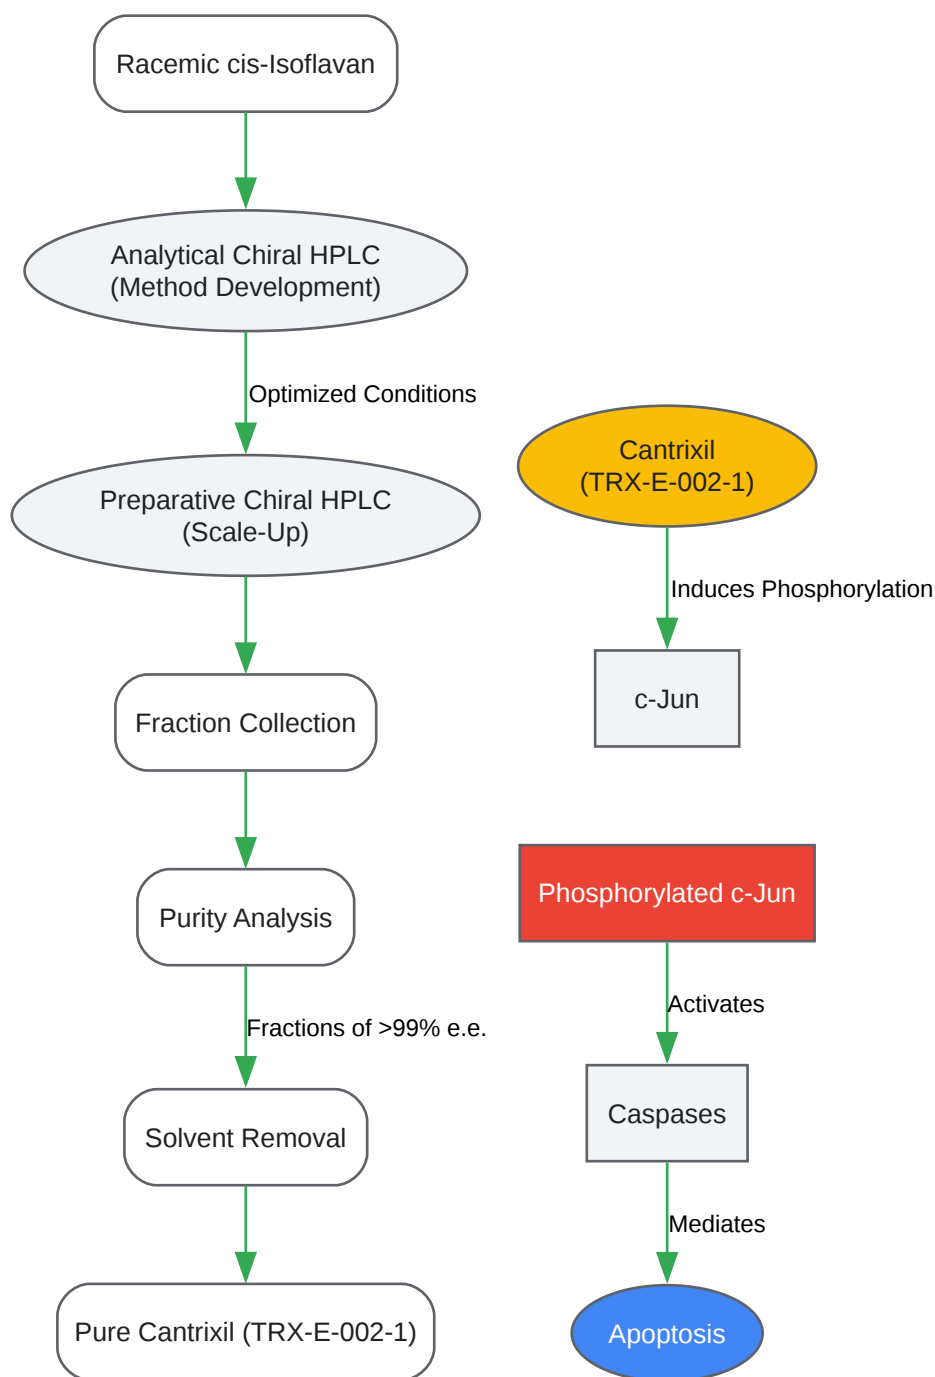 Racemic cis-Isoflavan
Analytical Chiral HPLC
(Method Development)
Optimized Conditions
Preparative Chiral HPLC
(Scale-Up)
Fraction Collection
Purity Analysis
Fractions of >99% e.e.
Solvent Removal
Pure Cantrixil (TRX-E-002-1)
Cantrixil
(TRX-E-002-1)
Induces Phosphorylation
c-Jun
Phosphorylated c-Jun
Activates
Caspases
Mediates
Apoptosis